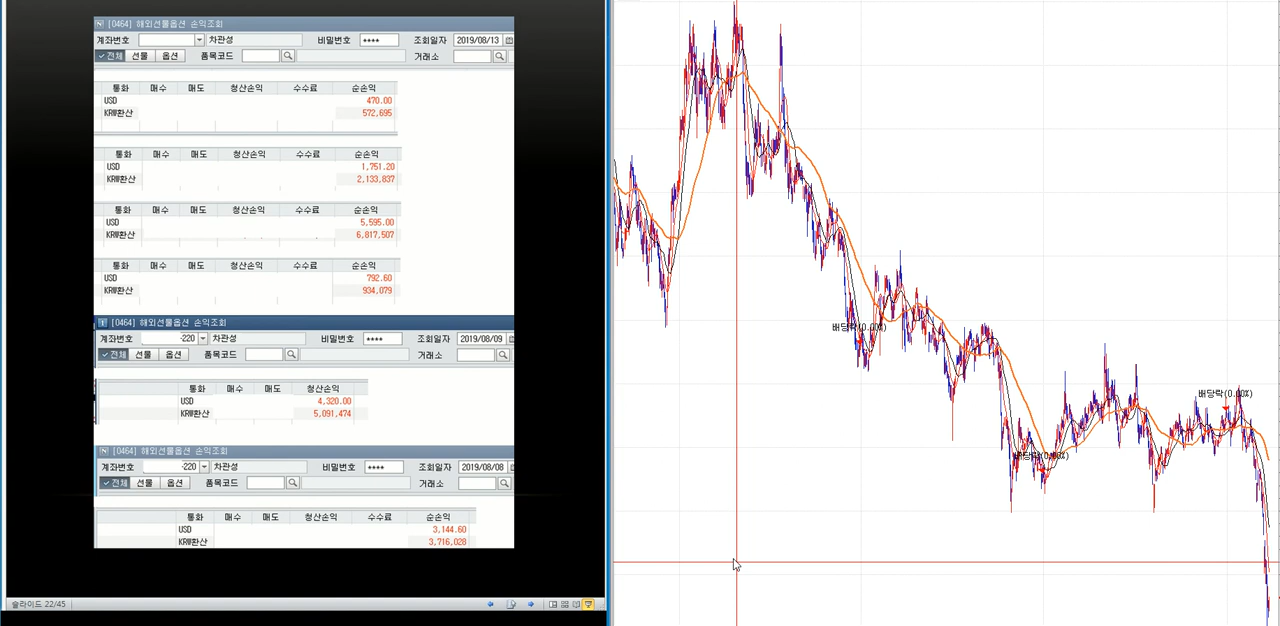 [0464] 해외선물옵션 손익조회
계좌번호 차관성 비밀번호 **** 조회일자 2019/08/13
전체 선물 옵션 품목코드 거래소
통화 매수 매도 청산손익 수수료 순손익
USD 470.00
KRW환산 572,695
통화 매수 매도 청산손익 수수료 순손익
USD 1,751.20
KRW환산 2,133,837
통화 매수 매도 청산손익 수수료 순손익
USD 5,595.00
KRW환산 6,817,507
통화 매수 매도 청산손익 수수료 순손익
USD 792.60
KRW환산 934,079
[0464] 해외선물옵션 손익조회
계좌번호 -220 차관성 비밀번호 **** 조회일자 2019/08/09
전체 선물 옵션 품목코드 거래소
통화 매수 매도 청산손익
USD 4,320.00
KRW환산 5,091,474
[0464] 해외선물옵션 손익조회
계좌번호 -220 차관성 비밀번호 **** 조회일자 2019/08/08
전체 선물 옵션 품목코드 거래소
통화 매수 매도 청산손익 수수료 순손익
USD 3,144.60
KRW환산 3,716,028
슬라이드 22/45
배당락(0.00%)
배당락(0.00%)
배당락(0.00%)